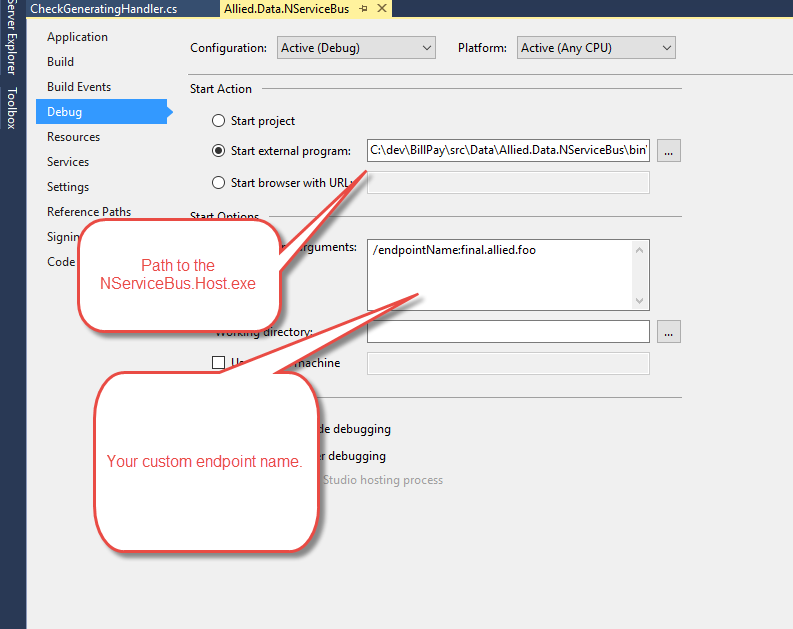 Server Explorer
Toolbox
CheckGeneratingHandler.cs
Allied.Data.NServiceBus
Application
Build
Build Events
Debug
Resources
Services
Settings
Reference Paths
Signin
Code
Configuration: Active (Debug) Platform: Active (Any CPU)
Start Action
Start project
Start external program: C:\dev\BillPay\src\Data\Allied.Data.NServiceBus\bin\
...
Start browser with URL:
Start Options
arguments: /endpointName:final.allied.foo
Working directory:
...
machine
de debugging
debugging
Studio hosting process
Path to the
NServiceBus.Host.exe
Your custom endpoint name.